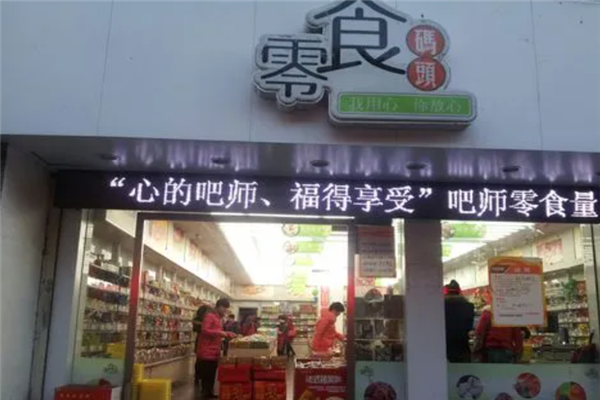 零食
碼頭
我用心 你放心
“心的吧师、福得享受”吧师零食量